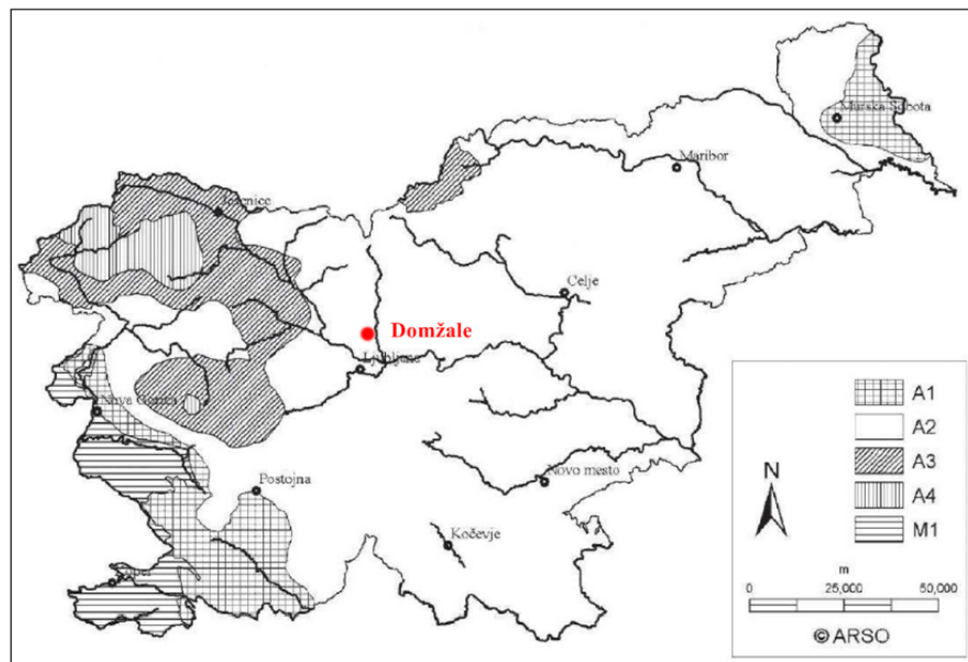 Murska Sobota
Maribor
Jesenice
Celje
Domžale
Ljubljana
Nova Gorica
Postojna
Novo mesto
Kočevje
Koper
A1
A2
A3
A4
M1
N
m
0 25,000 50,000
© ARSO